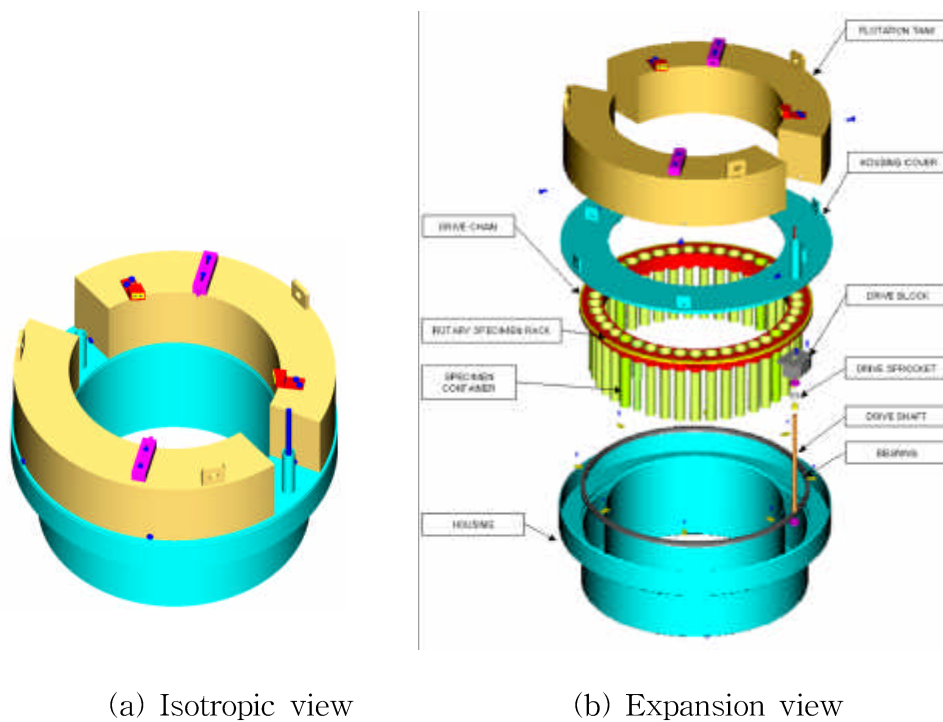 FLOTATION TANK
HOUSING COVER
DRIVE CHAIN
DRIVE BLOCK
ROTARY SPECIMEN RACK
DRIVE SPROCKET
SPECIMEN
CONTAINER
DRIVE SHAFT
BEARING
HOUSING
(a) Isotropic view
(b) Expansion view